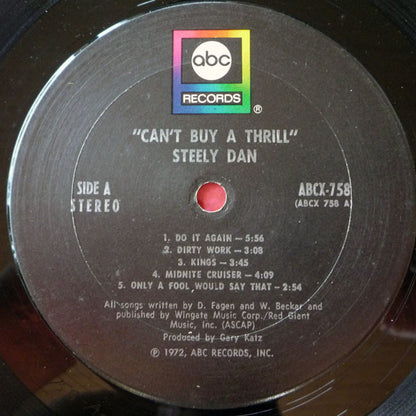 abc
RECORDS
®
"CAN'T BUY A THRILL"
STEELY DAN
SIDE A
STEREO
ABCX-758
(ABCX 758 A)
1. DO IT AGAIN — 5:56
2. DIRTY WORK — 3:08
3. KINGS — 3:45
4. MIDNITE CRUISER — 4:09
5. ONLY A FOOL WOULD SAY THAT — 2:54
All songs written by D. Fagen and W. Becker and
published by Wingate Music Corp./Red Giant
Music, Inc. (ASCAP)
Produced by Gary Katz
℗ 1972, ABC RECORDS, INC.